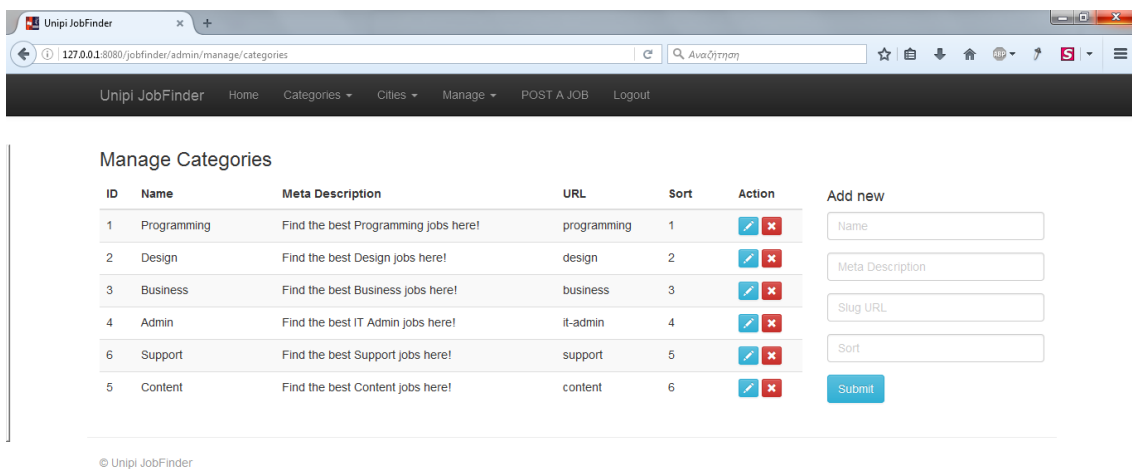 Unipi JobFinder
127.0.0.1:8080/jobfinder/admin/manage/categories
Αναζήτηση
ABP
S
Unipi JobFinder Home Categories Cities Manage POST A JOB Logout
Manage Categories
ID Name Meta Description URL Sort Action
1 Programming Find the best Programming jobs here! programming 1
2 Design Find the best Design jobs here! design 2
3 Business Find the best Business jobs here! business 3
4 Admin Find the best IT Admin jobs here! it-admin 4
6 Support Find the best Support jobs here! support 5
5 Content Find the best Content jobs here! content 6
Add new
Name
Meta Description
Slug URL
Sort
Submit
© Unipi JobFinder